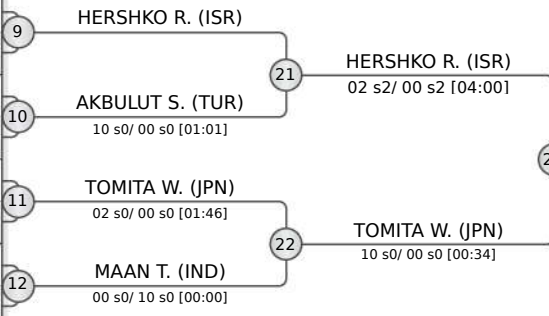 HERSHKO R. (ISR)
9
21
HERSHKO R. (ISR)
02 s2/ 00 s2 [04:00]
AKBULUT S. (TUR)
10
10 s0/ 00 s0 [01:01]
TOMITA W. (JPN)
11
02 s0/ 00 s0 [01:46]
22
TOMITA W. (JPN)
10 s0/ 00 s0 [00:34]
MAAN T. (IND)
12
00 s0/ 10 s0 [00:00]